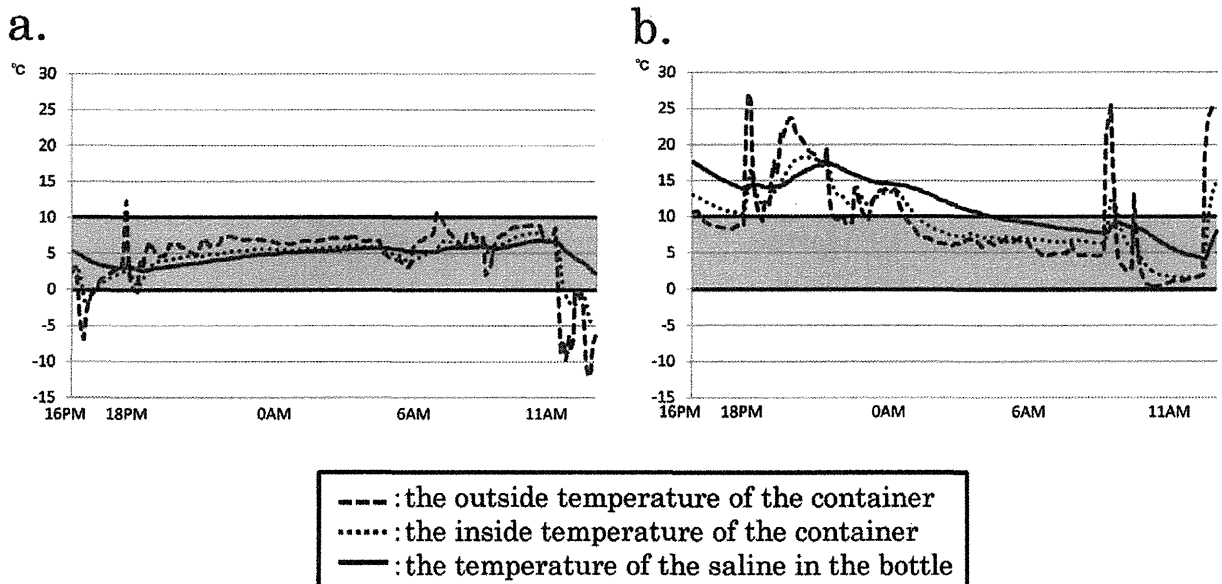 a.
°C
30
25
20
15
10
5
0
-5
-10
-15
16PM 18PM 0AM 6AM 11AM
b.
°C
30
25
20
15
10
5
0
-5
-10
-15
16PM 18PM 0AM 6AM 11AM
: the outside temperature of the container
: the inside temperature of the container
: the temperature of the saline in the bottle